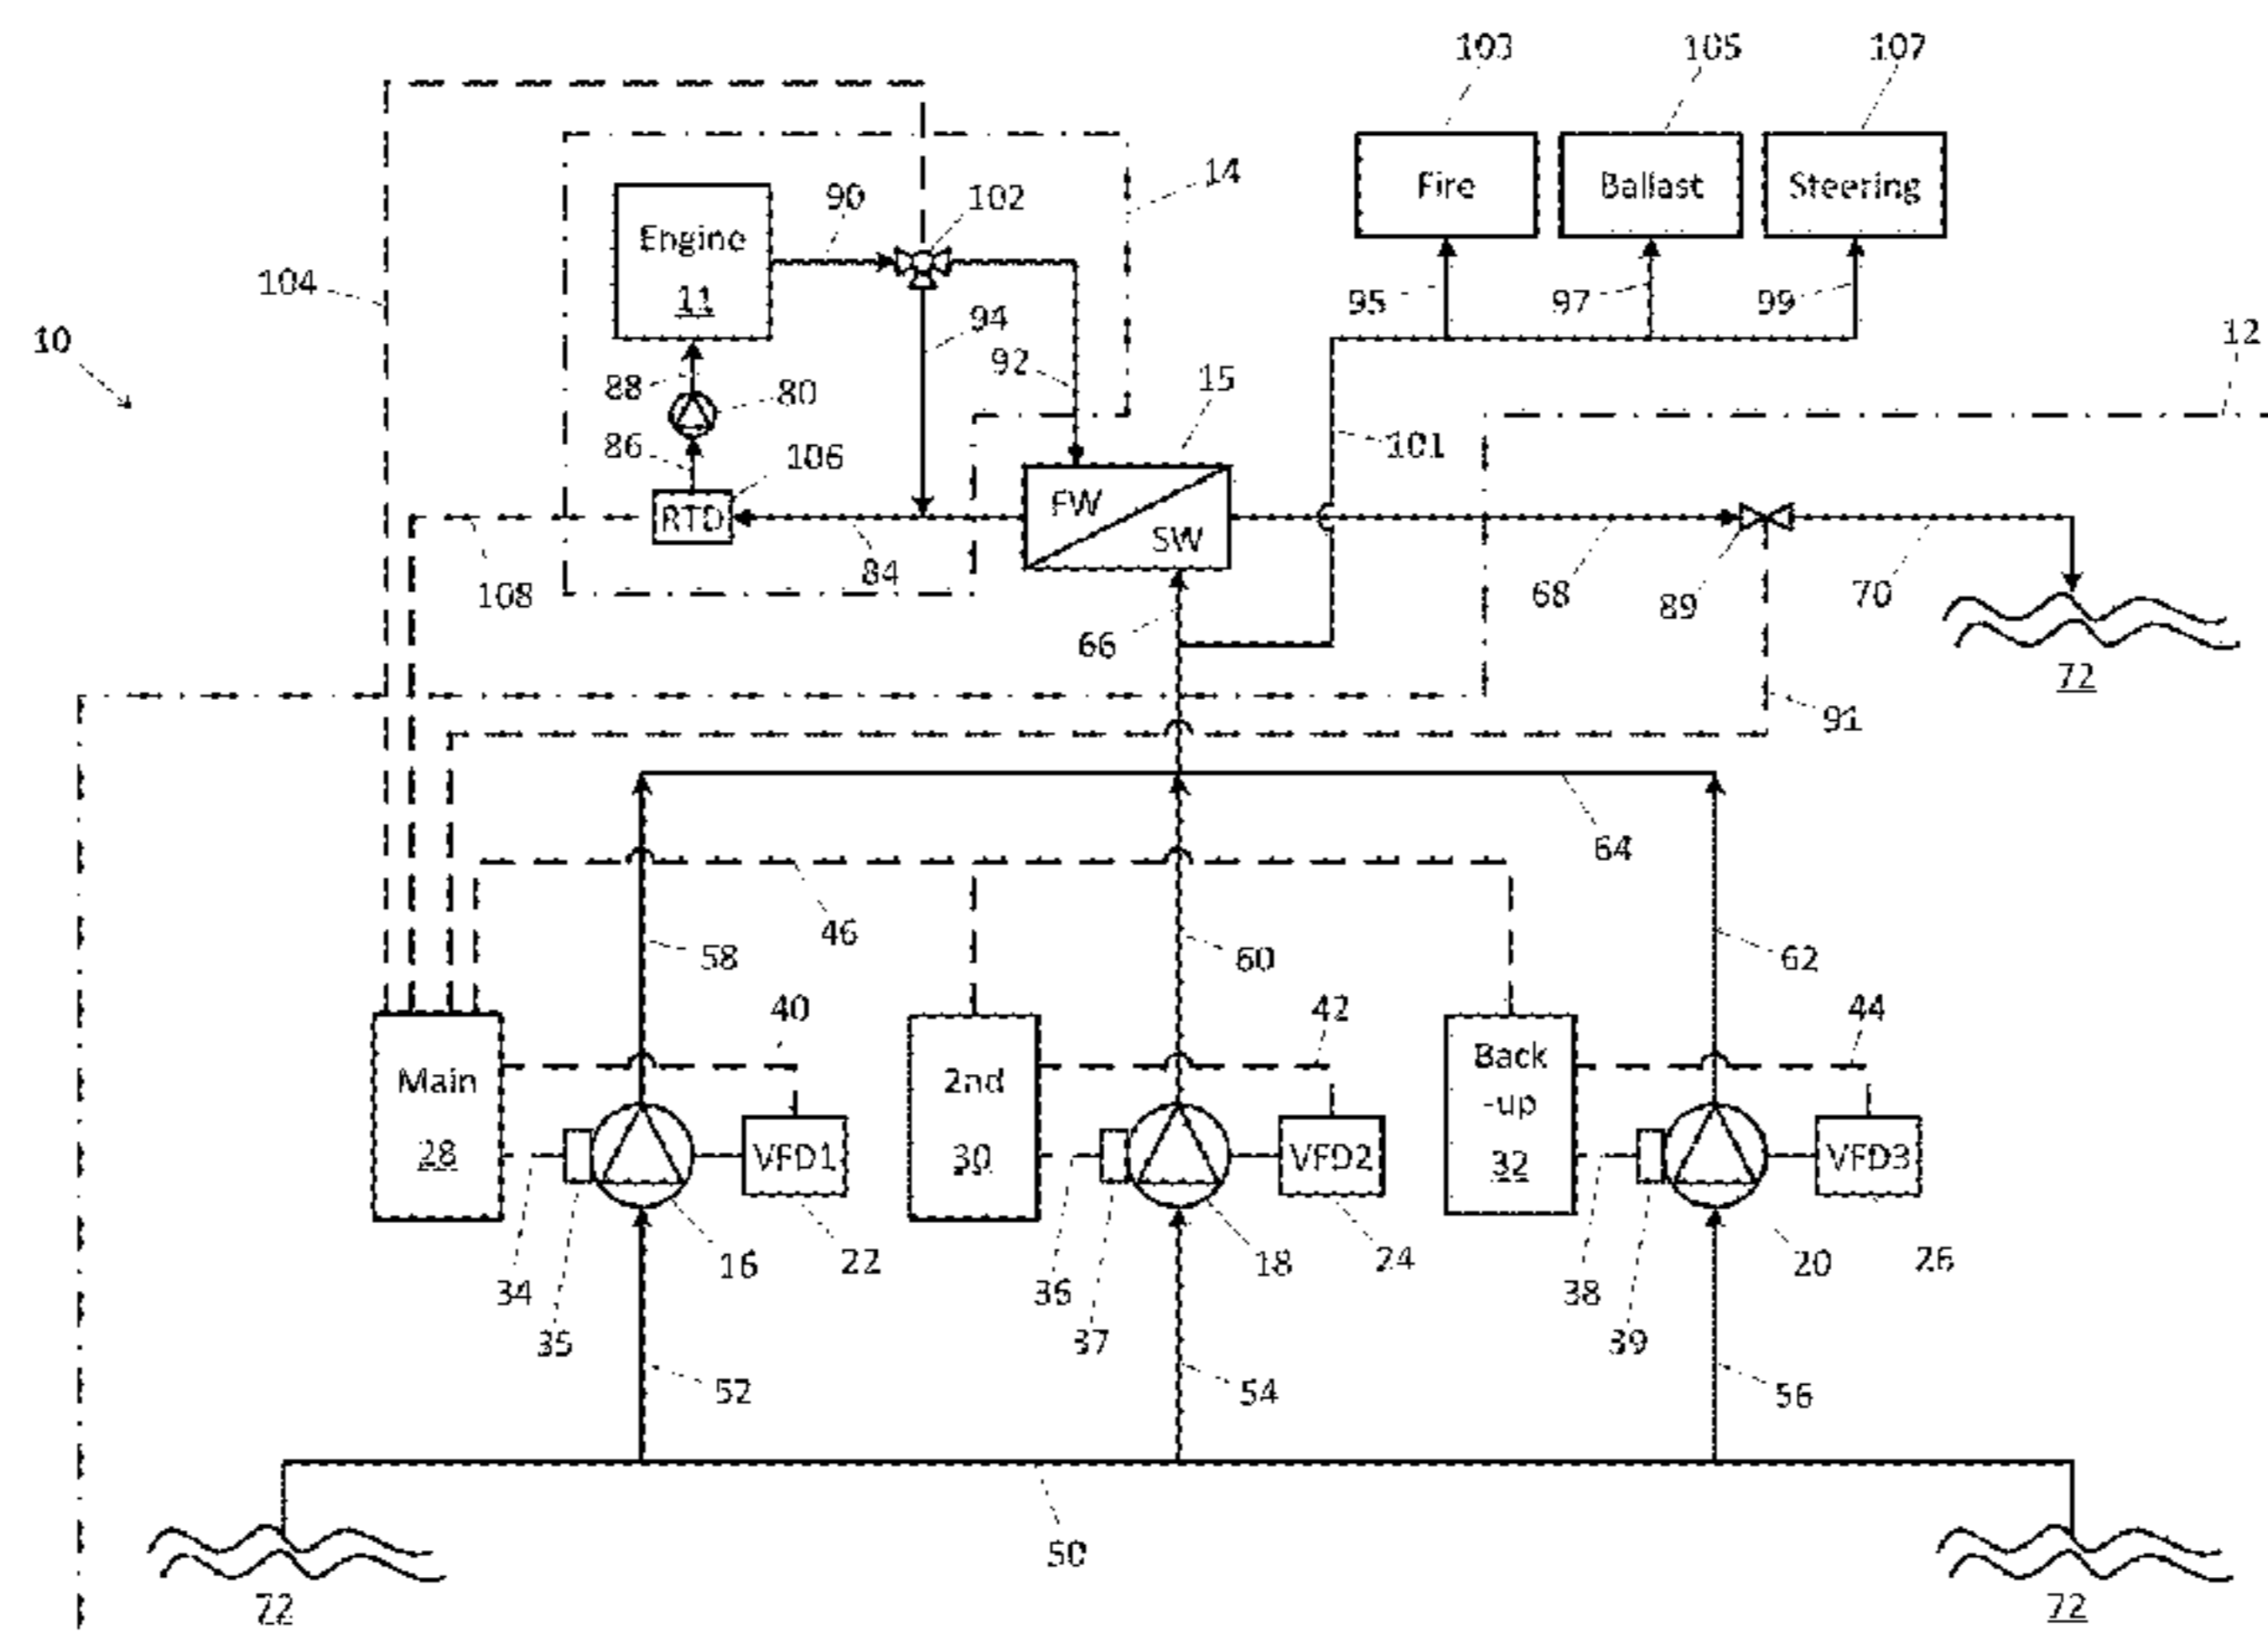 103 105 107
14
90 102
Fire Ballast Steering
Engine
11
104
95 97 99
94
10
12
92
15
88 80
101
86 106
FW
RTD
SW
84
108
68 89 70
66
72
91
64
46
58 60 62
40 42 44
Main 2nd Back
-up
28 30 32
VFD1 VFD2 VFD3
16 22 18 24 20 26
34 36 38
35 37 39
52 54 56
50
72 72